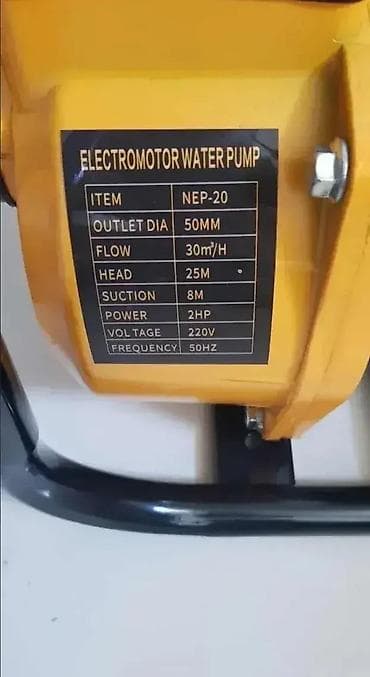 ELECTROMOTOR WATER PUMP
ITEM NEP-20
OUTLET DIA 50MM
FLOW 30m³/H
HEAD 25M
SUCTION 8M
POWER 2HP
VOLTAGE 220V
FREQUENCY 50HZ